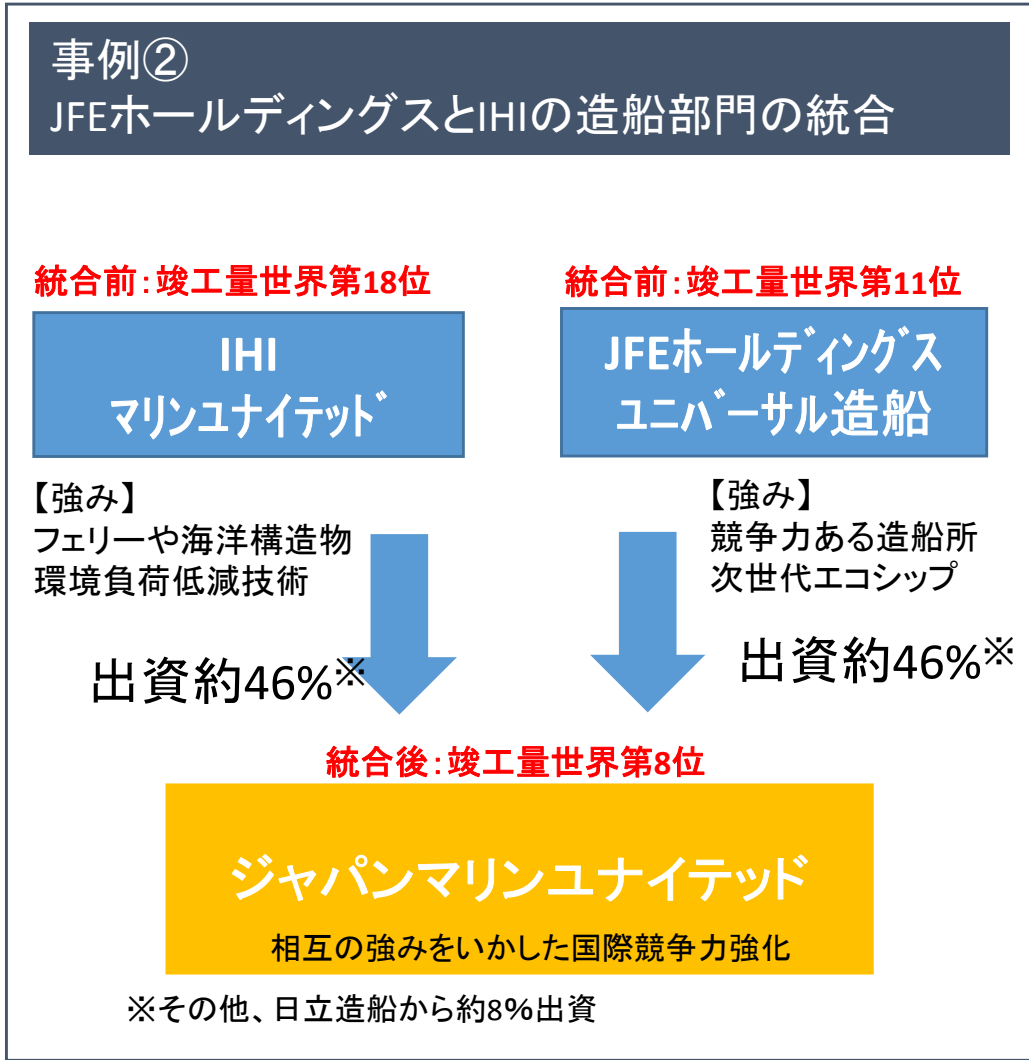 事例②
JFEホールディングスとIHIの造船部門の統合
統合前：竣工量世界第18位
IHI
マリンユナイテッド
【強み】
フェリーや海洋構造物
環境負荷低減技術
出資約46%※
統合前：竣工量世界第11位
JFEホールディングス
ユニバーサル造船
【強み】
競争力ある造船所
次世代エコシップ
出資約46%※
統合後：竣工量世界第8位
ジャパンマリンユナイテッド
相互の強みをいかした国際競争力強化
※その他、日立造船から約8％出資